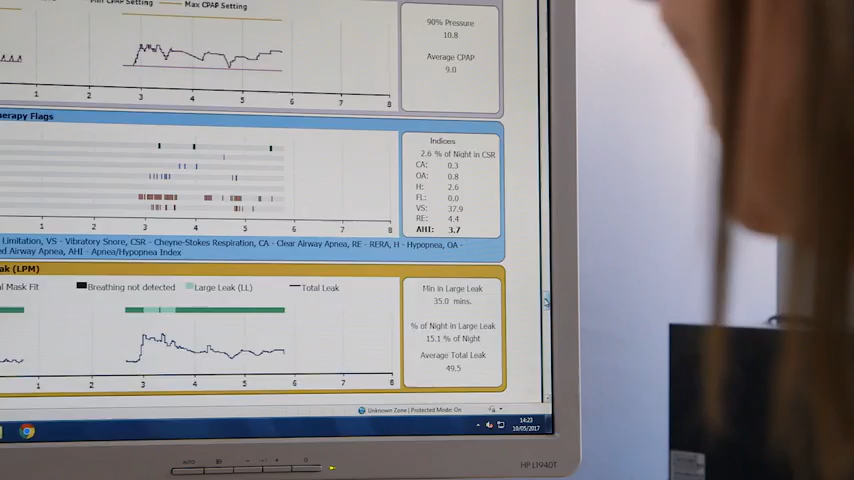 Min CPAP Setting Max CPAP Setting
90% Pressure
10.8
Average CPAP
9.0
1 2 3 4 5 6 7 8
erapy Flags
Indices
2.6 % of Night in CSR
CA: 0.3
OA: 0.8
H: 2.6
FL: 0.0
VS: 37.9
RE: 4.4
AHI: 3.7
1 2 3 4 5 6 7 8
Limitation, VS - Vibratory Snore, CSR - Cheyne-Stokes Respiration, CA - Clear Airway Apnea, RE - RERA, H - Hypopnea, OA -
ed Airway Apnea, AHI - Apnea/Hypopnea Index
eak (LPM)
al Mask Fit Breathing not detected Large Leak (LL) Total Leak
Min in Large Leak
35.0 mins.
% of Night in Large Leak
15.1 % of Night
Average Total Leak
49.5
1 2 3 4 5 6 7 8
Unknown Zone | Protected Mode: On
14:23
10/05/2017
AUTO
HP L1940T